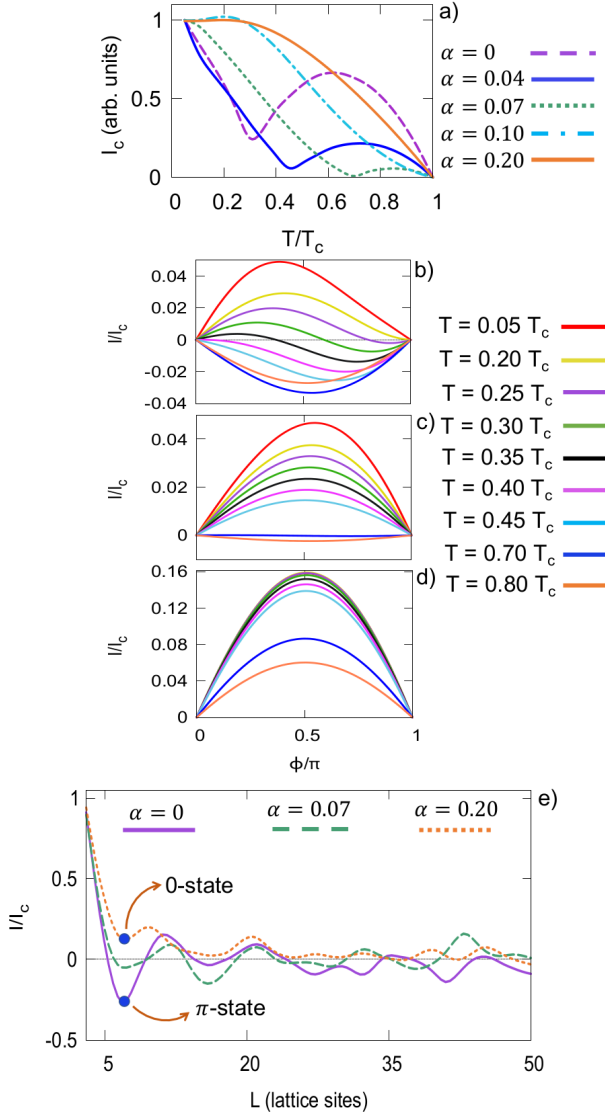 a)
I_c (arb. units)
1
0.5
0
0 0.2 0.4 0.6 0.8 1
T/T_c
α = 0
α = 0.04
α = 0.07
α = 0.10
α = 0.20
b)
I/I_c
0.04
0.02
0
-0.02
-0.04
c)
I/I_c
0.04
0.02
0
d)
I/I_c
0.16
0.12
0.08
0.04
0
0 0.5 1
ϕ/π
T = 0.05 T_c
T = 0.20 T_c
T = 0.25 T_c
T = 0.30 T_c
T = 0.35 T_c
T = 0.40 T_c
T = 0.45 T_c
T = 0.70 T_c
T = 0.80 T_c
e)
I/I_c
1
0.5
0
-0.5
α = 0 α = 0.07 α = 0.20
0-state
π-state
5 20 35 50
L (lattice sites)